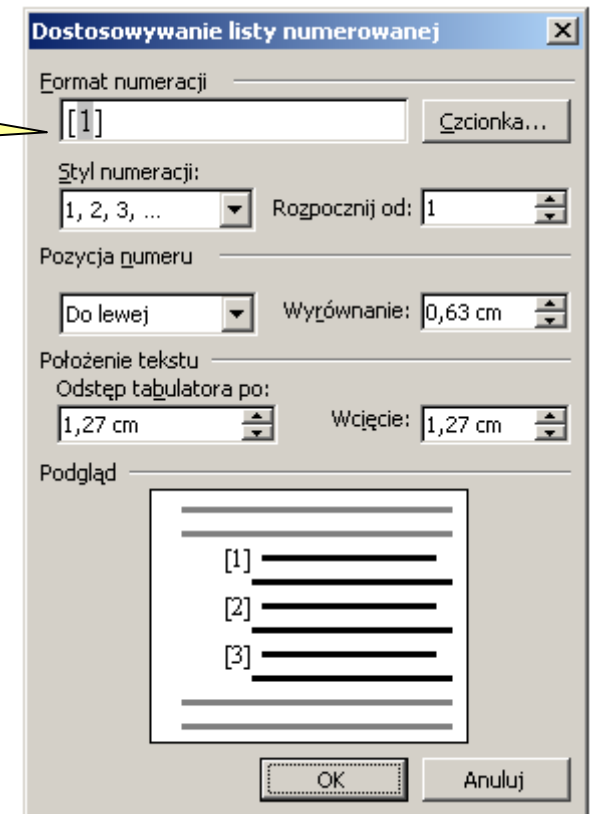 Dostosowywanie listy numerowanej
Format numeracji
[1]
Czcionka...
Styl numeracji:
1, 2, 3, ...
Rozpocznij od: 1
Pozycja numeru
Do lewej
Wyrównanie: 0,63 cm
Położenie tekstu
Odstęp tabulatora po:
1,27 cm
Wcięcie: 1,27 cm
Podgląd
[1]
[2]
[3]
OK
Anuluj